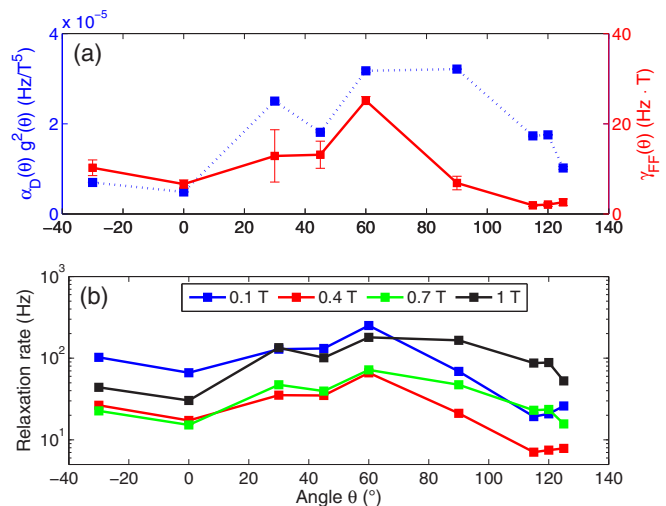 x 10⁻⁵
(a)
α_D(θ) g²(θ) (Hz/T⁵)
4
2
0
40
20
0
γ_FF(θ) (Hz · T)
−40 −20 0 20 40 60 80 100 120 140
(b)
0.1 T 0.4 T 0.7 T 1 T
Relaxation rate (Hz)
10³
10²
10¹
−40 −20 0 20 40 60 80 100 120 140
Angle θ (°)